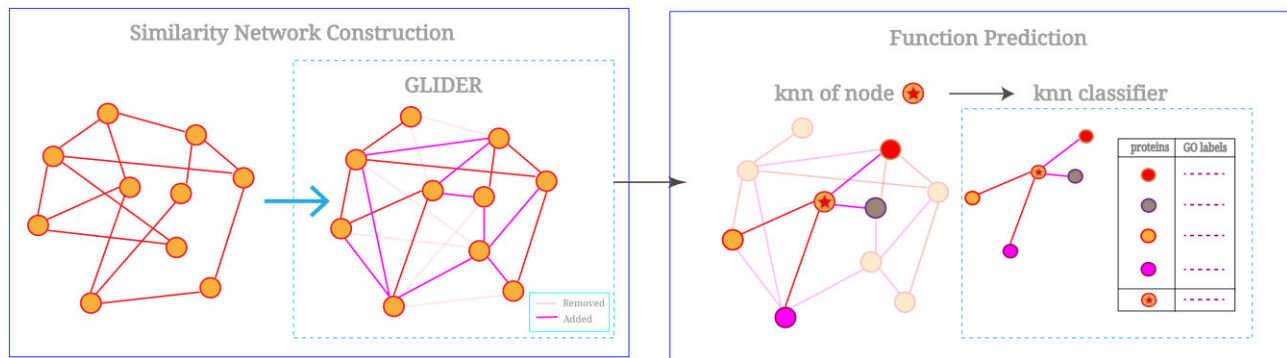 Similarity Network Construction
GLIDER
Removed
Added
Function Prediction
knn of node
knn classifier
proteins GO labels